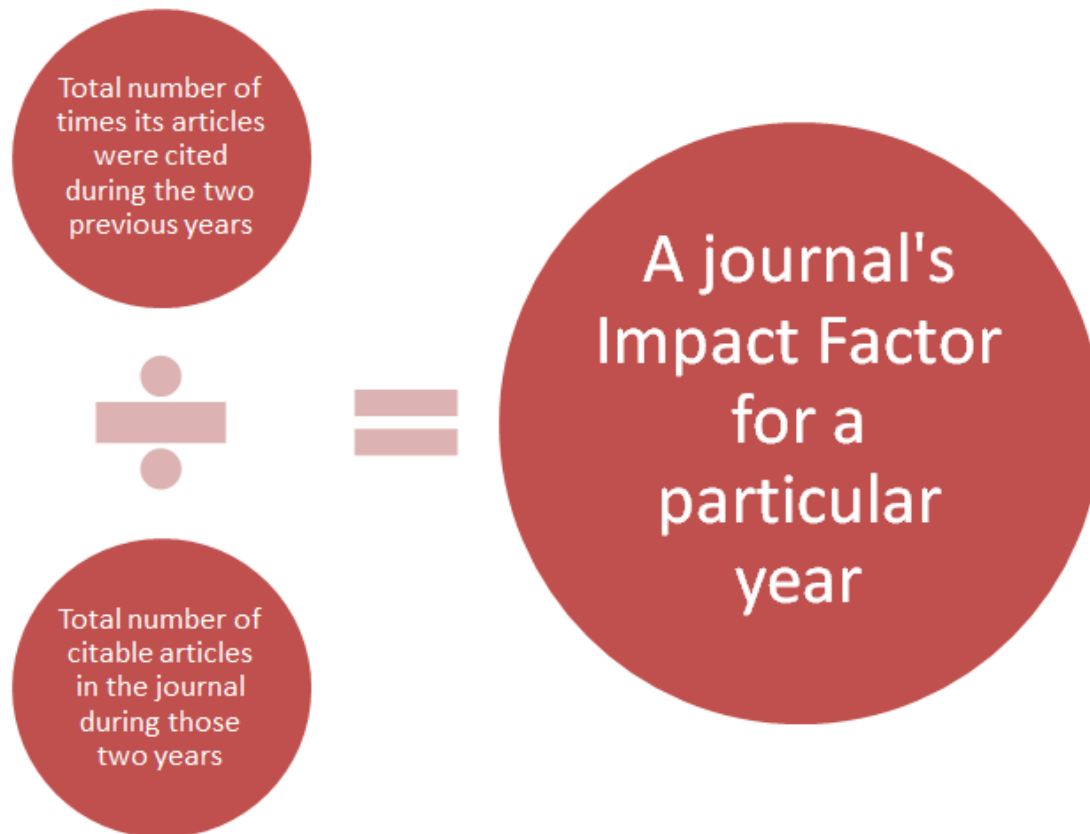 Total number of
times its articles
were cited
during the two
previous years
A journal's
Impact Factor
for a
particular
year
Total number of
citable articles
in the journal
during those
two years